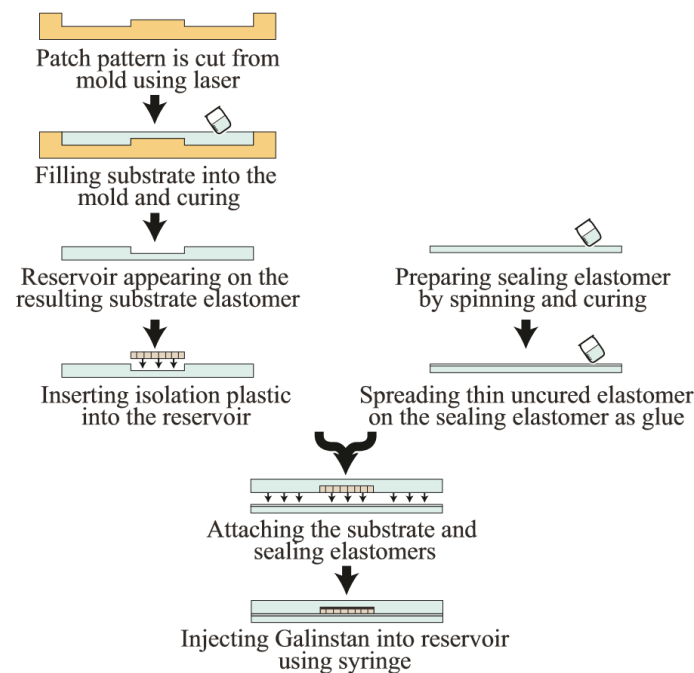 Patch pattern is cut from
mold using laser
Filling substrate into the
mold and curing
Reservoir appearing on the
resulting substrate elastomer
Inserting isolation plastic
into the reservoir
Preparing sealing elastomer
by spinning and curing
Spreading thin uncured elastomer
on the sealing elastomer as glue
Attaching the substrate and
sealing elastomers
Injecting Galinstan into reservoir
using syringe